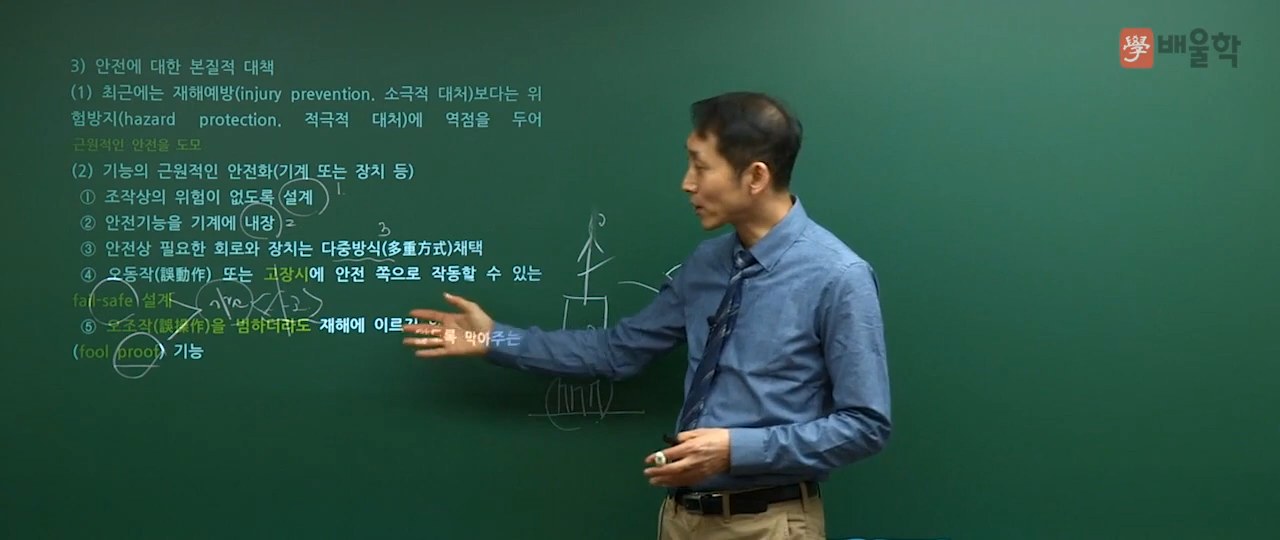 學 배울학
3) 안전에 대한 본질적 대책
(1) 최근에는 재해예방(injury prevention. 소극적 대처)보다는 위
험방지(hazard protection. 적극적 대처)에 역점을 두어
근원적인 안전을 도모
(2) 기능의 근원적인 안전화(기계 또는 장치 등)
① 조작상의 위험이 없도록 설계 1.
② 안전기능을 기계에 내장 2
3
③ 안전상 필요한 회로와 장치는 다중방식(多重方式)채택
④ 오동작(誤動作) 또는 고장시에 안전 쪽으로 작동할 수 있는
fail-safe 설계
⑤ 오조작(誤操作)을 범하더라도 재해에 이르지 막아주는
(fool proof) 기능